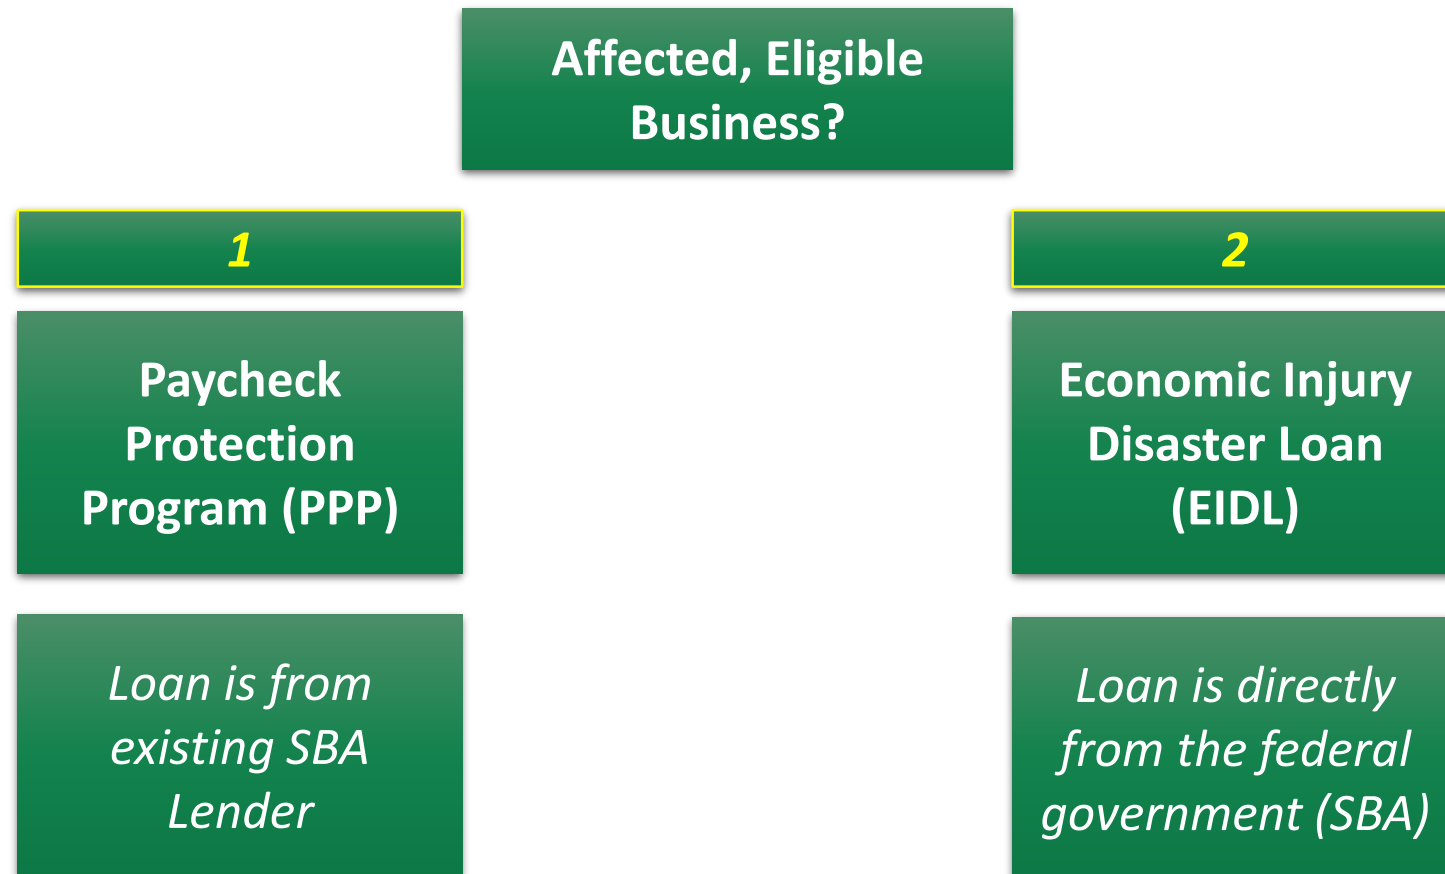 Affected, Eligible
Business?
1
Paycheck
Protection
Program (PPP)
Loan is from
existing SBA
Lender
2
Economic Injury
Disaster Loan
(EIDL)
Loan is directly
from the federal
government (SBA)